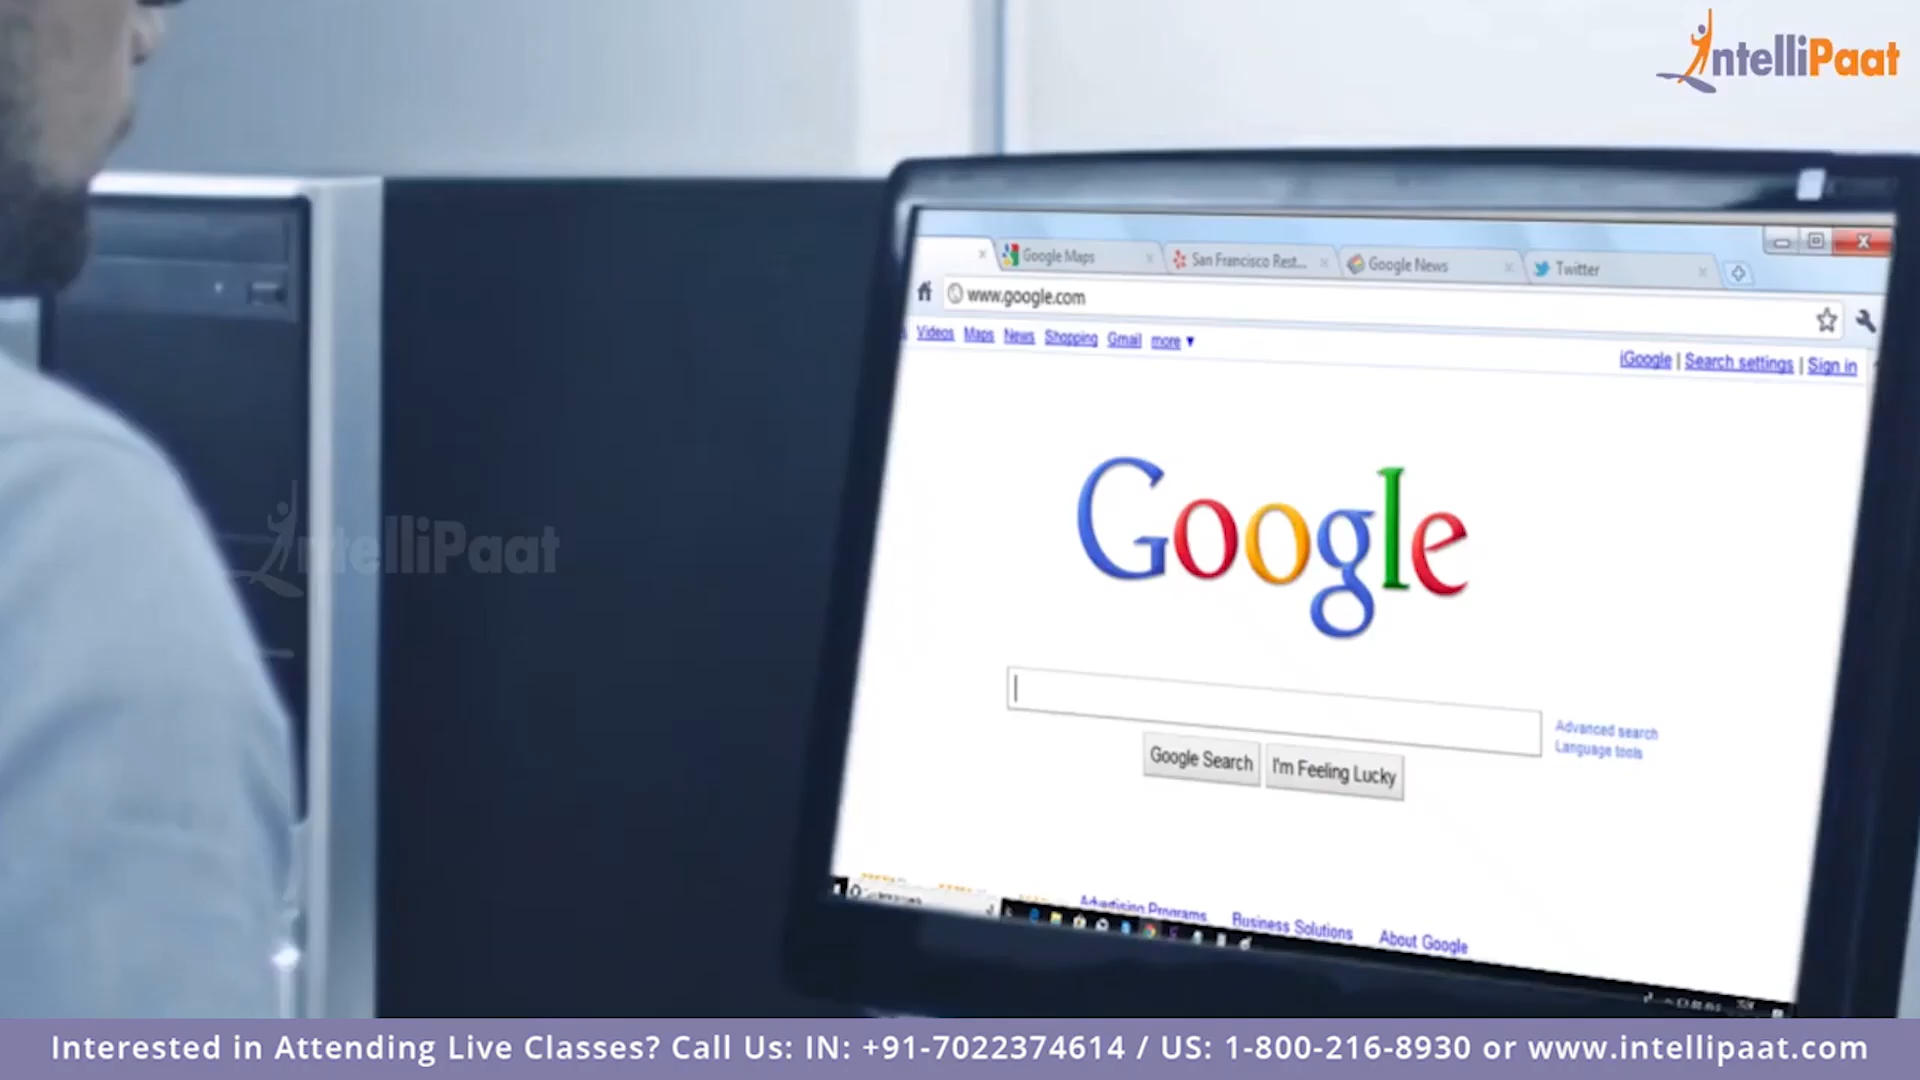 IntelliPaat
Google Maps
San Francisco Rest...
Google News
Twitter
www.google.com
Videos Maps News Shopping Gmail more ▼
iGoogle | Search settings | Sign in
Google
IntelliPaat
Advanced search
Language tools
Google Search
I'm Feeling Lucky
Advertising Programs
Business Solutions
About Google
Interested in Attending Live Classes? Call Us: IN: +91-7022374614 / US: 1-800-216-8930 or www.intellipaat.com